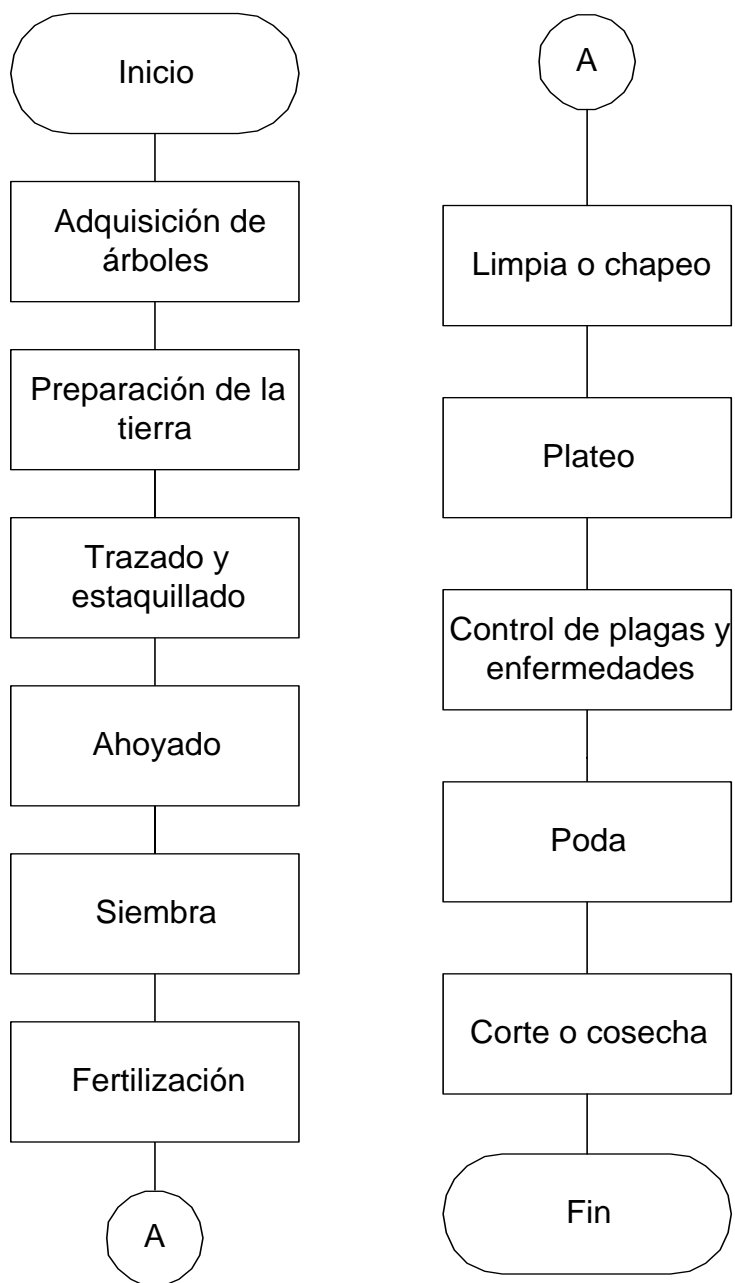 Inicio
Adquisición de
árboles
Preparación de la
tierra
Trazado y
estaquillado
Ahoyado
Siembra
Fertilización
A
A
Limpia o chapeo
Plateo
Control de plagas y
enfermedades
Poda
Corte o cosecha
Fin